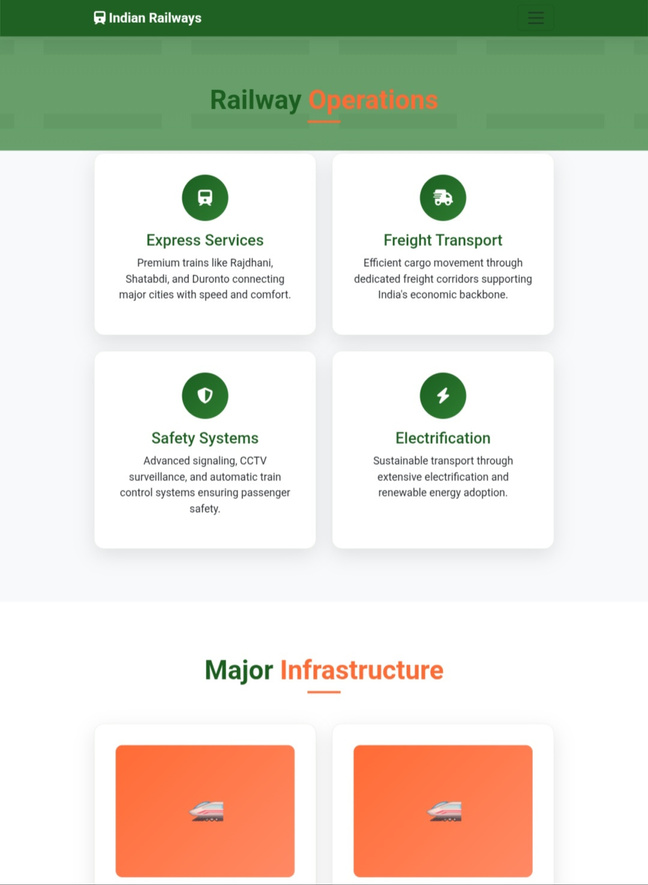 Indian Railways
Railway Operations
Express Services
Premium trains like Rajdhani,
Shatabdi, and Duronto connecting
major cities with speed and comfort.
Freight Transport
Efficient cargo movement through
dedicated freight corridors supporting
India's economic backbone.
Safety Systems
Advanced signaling, CCTV
surveillance, and automatic train
control systems ensuring passenger
safety.
Electrification
Sustainable transport through
extensive electrification and
renewable energy adoption.
Major Infrastructure